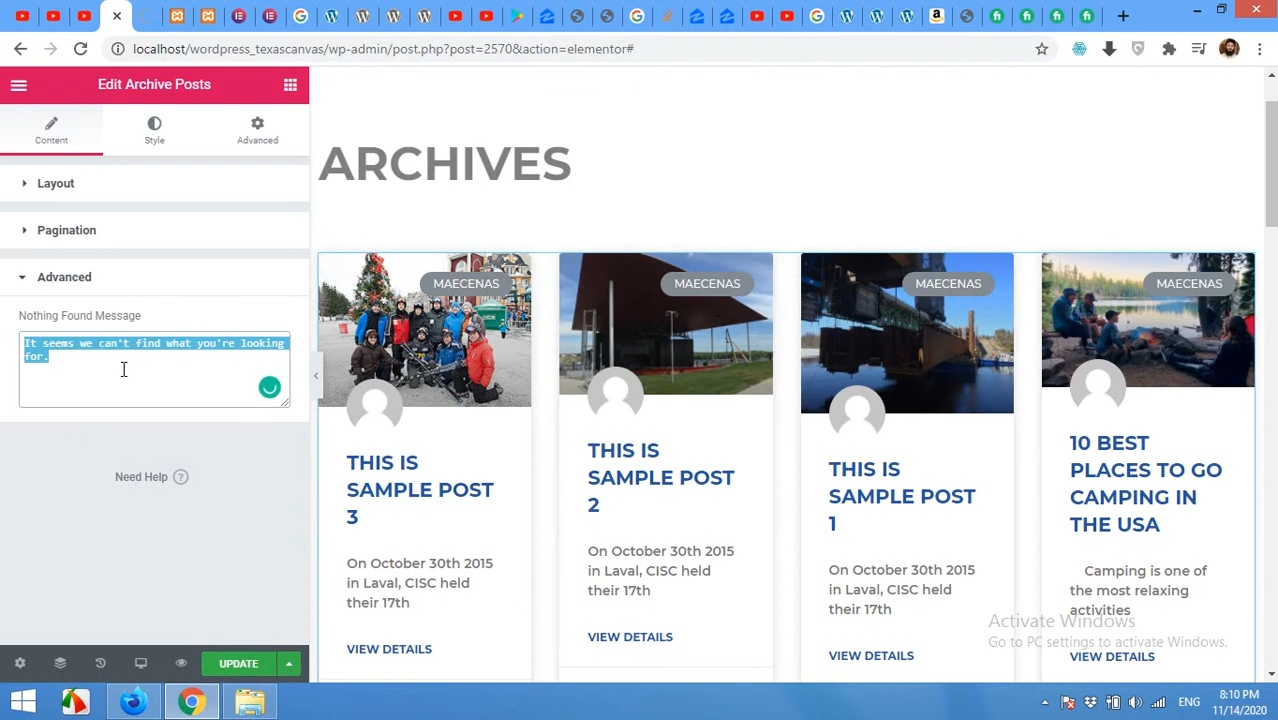 localhost/wordpress_texascanvas/wp-admin/post.php?post=2570&action=elementor#
Edit Archive Posts
Content
Style
Advanced
Layout
Pagination
Advanced
Nothing Found Message
It seems we can't find what you're looking
for.
Need Help ?
UPDATE
ARCHIVES
MAECENAS
THIS IS
SAMPLE POST
3
On October 30th 2015
in Laval, CISC held
their 17th
VIEW DETAILS
MAECENAS
THIS IS
SAMPLE POST
2
On October 30th 2015
in Laval, CISC held
their 17th
VIEW DETAILS
MAECENAS
THIS IS
SAMPLE POST
1
On October 30th 2015
in Laval, CISC held
their 17th
VIEW DETAILS
MAECENAS
10 BEST
PLACES TO GO
CAMPING IN
THE USA
Camping is one of
the most relaxing
activities
VIEW DETAILS
Activate Windows
Go to PC settings to activate Windows.
ENG
8:10 PM
11/14/2020